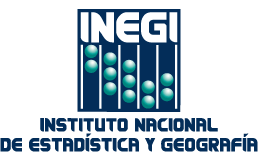 INEGI
INSTITUTO NACIONAL
DE ESTADÍSTICA Y GEOGRAFÍA